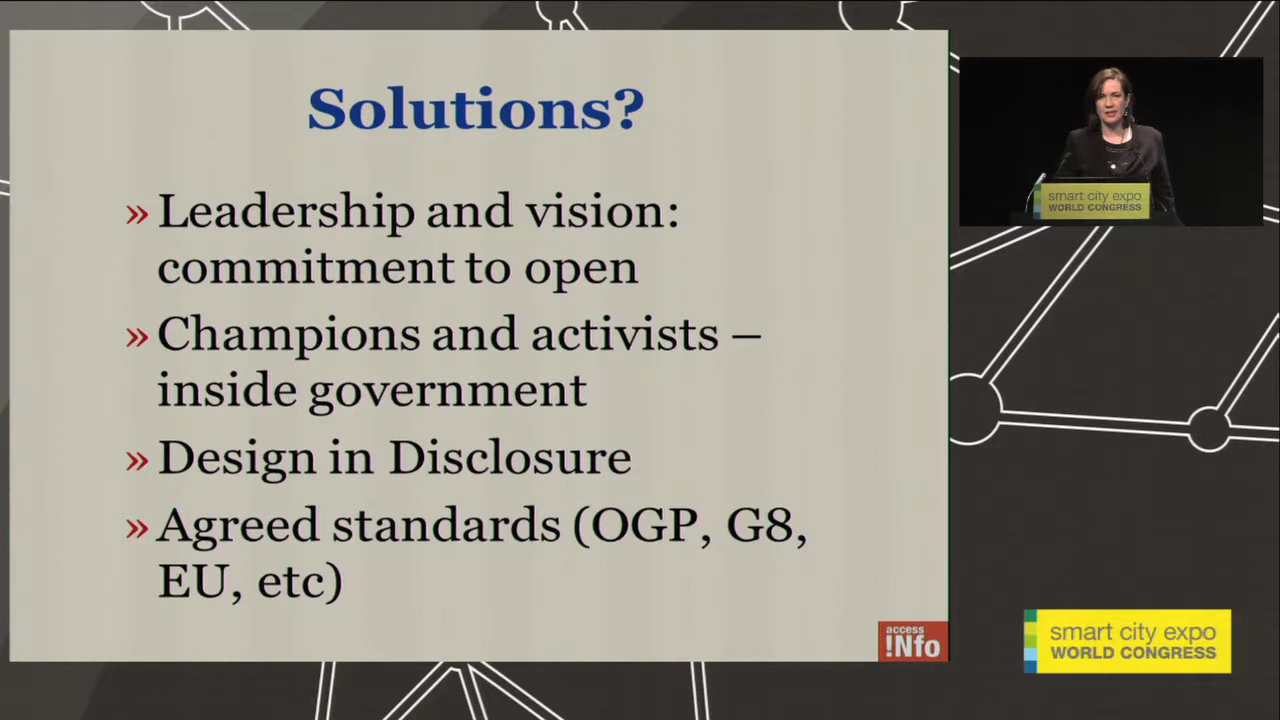 Solutions?
» Leadership and vision:
commitment to open
» Champions and activists –
inside government
» Design in Disclosure
» Agreed standards (OGP, G8,
EU, etc)
access
!Nfo
smart city expo
WORLD CONGRESS
smart city expo
WORLD CONGRESS